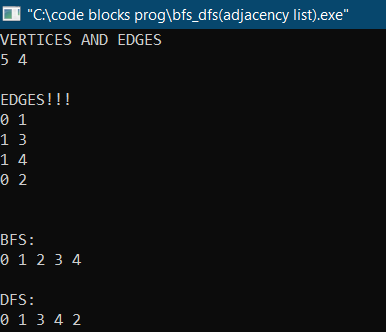 "C:\code blocks prog\bfs_dfs(adjacency list).exe"
VERTICES AND EDGES
5 4
EDGES!!!
0 1
1 3
1 4
0 2
BFS:
0 1 2 3 4
DFS:
0 1 3 4 2